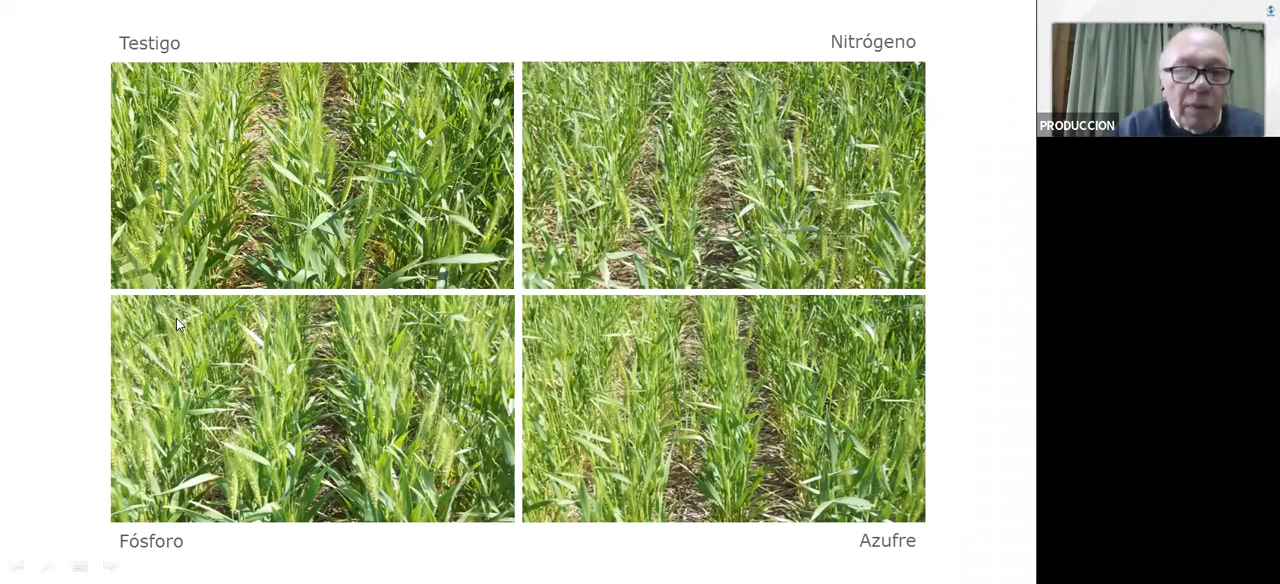 Testigo
Nitrógeno
PRODUCCION
Fósforo
Azufre